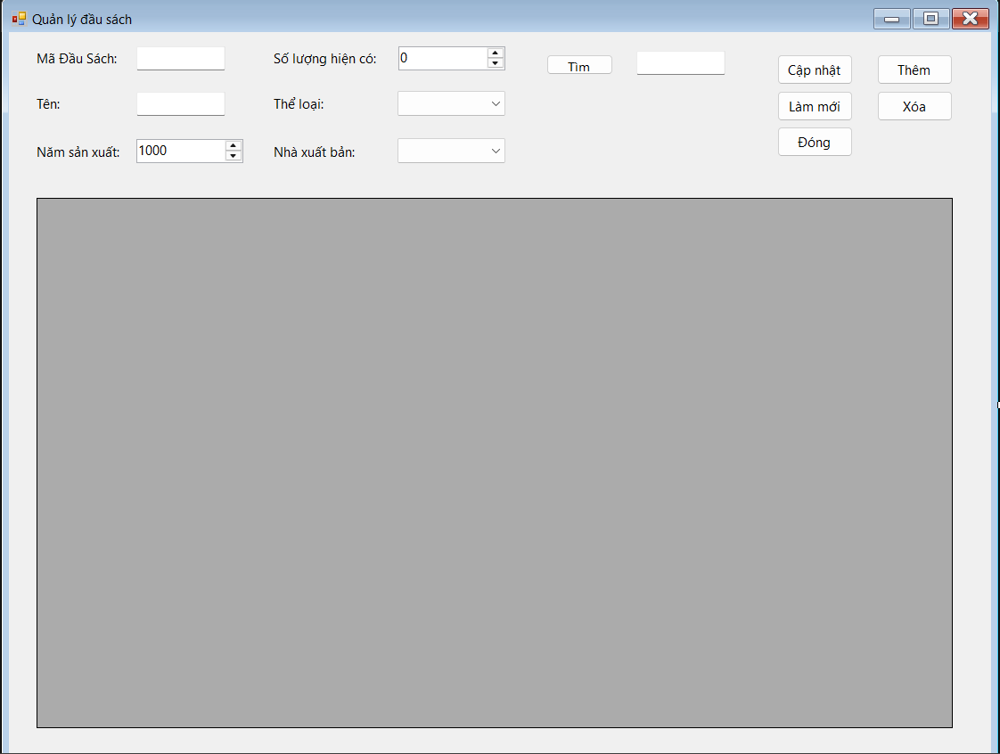 Quản lý đầu sách
Mã Đầu Sách:
Số lượng hiện có:
0
Tìm
Cập nhật
Thêm
Tên:
Thể loại:
Làm mới
Xóa
Năm sản xuất:
1000
Nhà xuất bản:
Đóng